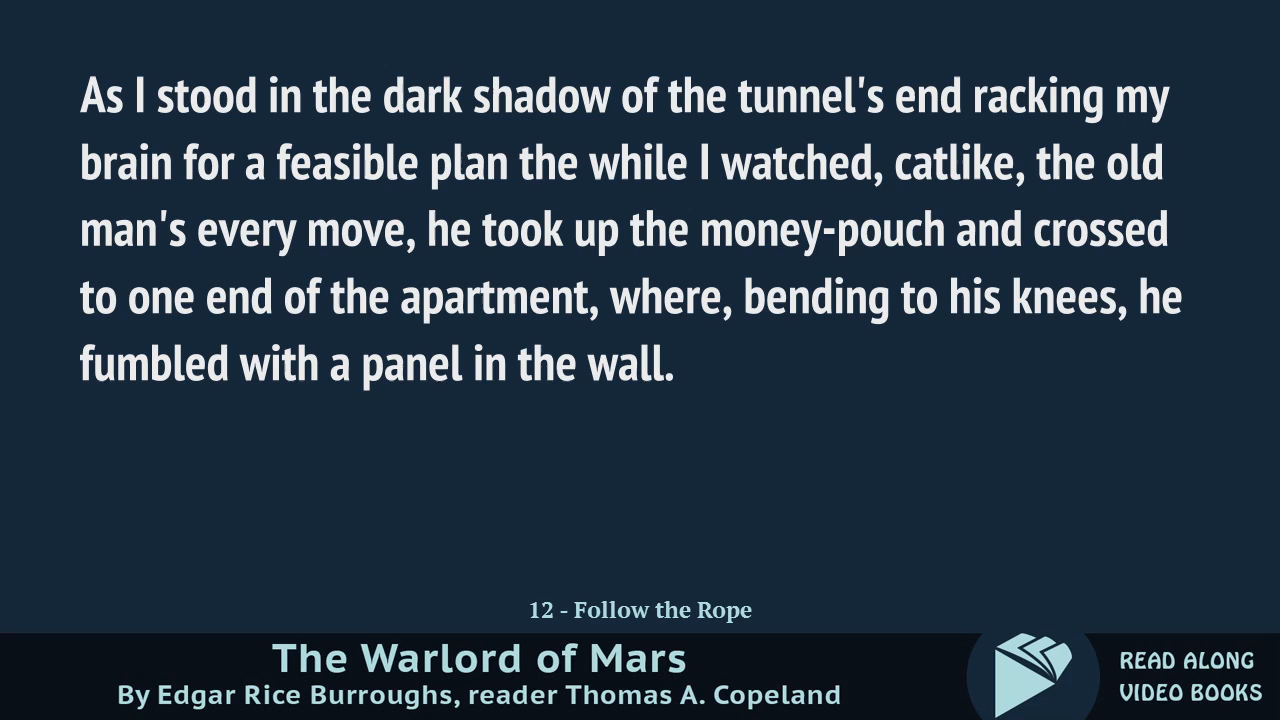 As I stood in the dark shadow of the tunnel's end racking my
brain for a feasible plan the while I watched, catlike, the old
man's every move, he took up the money-pouch and crossed
to one end of the apartment, where, bending to his knees, he
fumbled with a panel in the wall.
12 - Follow the Rope
The Warlord of Mars
By Edgar Rice Burroughs, reader Thomas A. Copeland
READ ALONG
VIDEO BOOKS